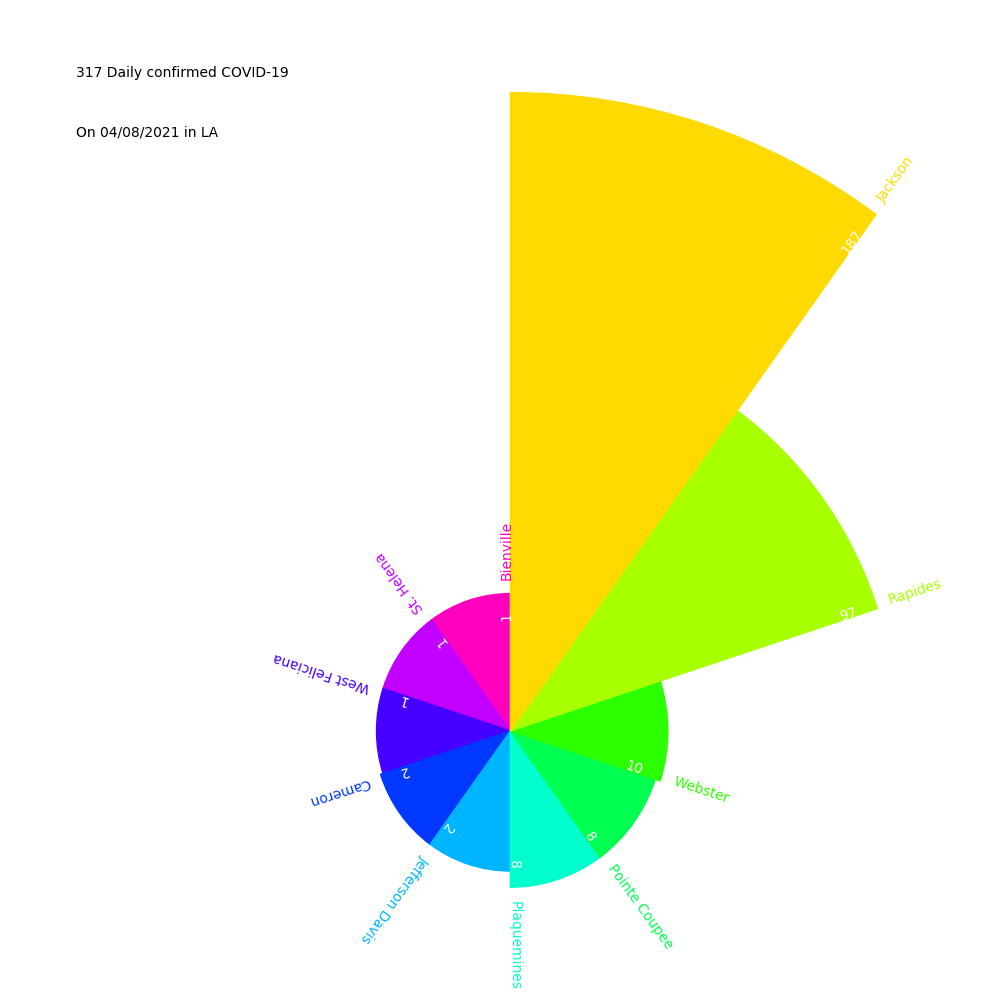 317 Daily confirmed COVID-19
On 04/08/2021 in LA
Jackson
187
Rapides
97
Webster
10
Pointe Coupee
8
Plaquemines
8
Jefferson Davis
2
Cameron
2
West Feliciana
1
St. Helena
1
Bienville
1